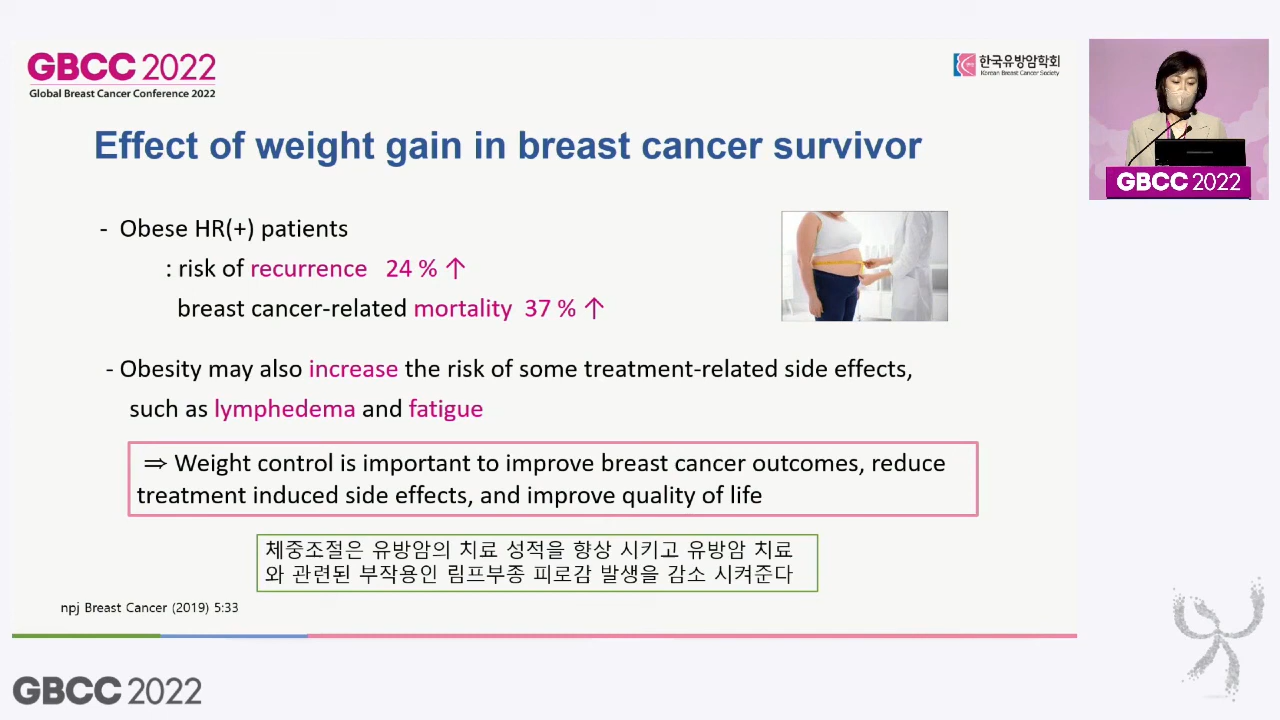 GBCC 2022
Global Breast Cancer Conference 2022
한국유방암학회
Korean Breast Cancer Society
Effect of weight gain in breast cancer survivor
- Obese HR(+) patients
: risk of recurrence 24 % ↑
breast cancer-related mortality 37 % ↑
- Obesity may also increase the risk of some treatment-related side effects,
such as lymphedema and fatigue
⇒ Weight control is important to improve breast cancer outcomes, reduce
treatment induced side effects, and improve quality of life
체중조절은 유방암의 치료 성적을 향상 시키고 유방암 치료
와 관련된 부작용인 림프부종 피로감 발생을 감소 시켜준다
npj Breast Cancer (2019) 5:33
GBCC 2022
GBCC 2022